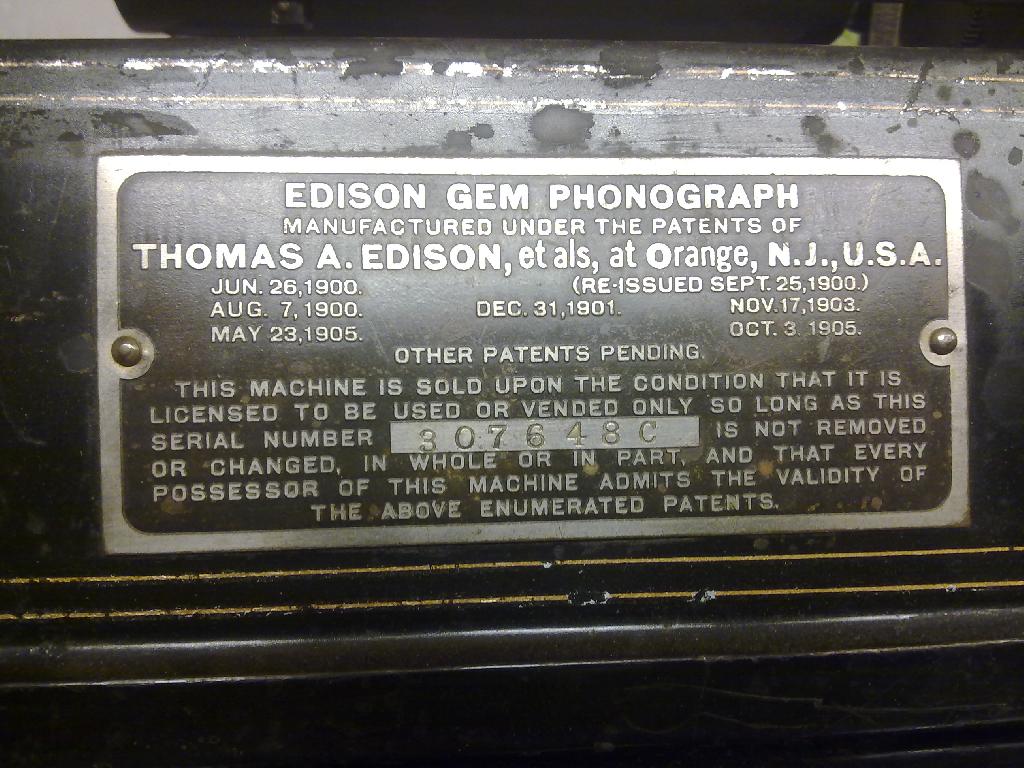 EDISON GEM PHONOGRAPH
MANUFACTURED UNDER THE PATENTS OF
THOMAS A. EDISON, et als, at Orange, N.J., U.S.A.
JUN. 26,1900. (RE-ISSUED SEPT. 25,1900.)
AUG. 7, 1900. DEC. 31,1901. NOV.17,1903.
MAY 23,1905. OCT. 3. 1905.
OTHER PATENTS PENDING.
THIS MACHINE IS SOLD UPON THE CONDITION THAT IT IS
LICENSED TO BE USED OR VENDED ONLY SO LONG AS THIS
SERIAL NUMBER 307648C IS NOT REMOVED
OR CHANGED, IN WHOLE OR IN PART, AND THAT EVERY
POSSESSOR OF THIS MACHINE ADMITS THE VALIDITY OF
THE ABOVE ENUMERATED PATENTS.